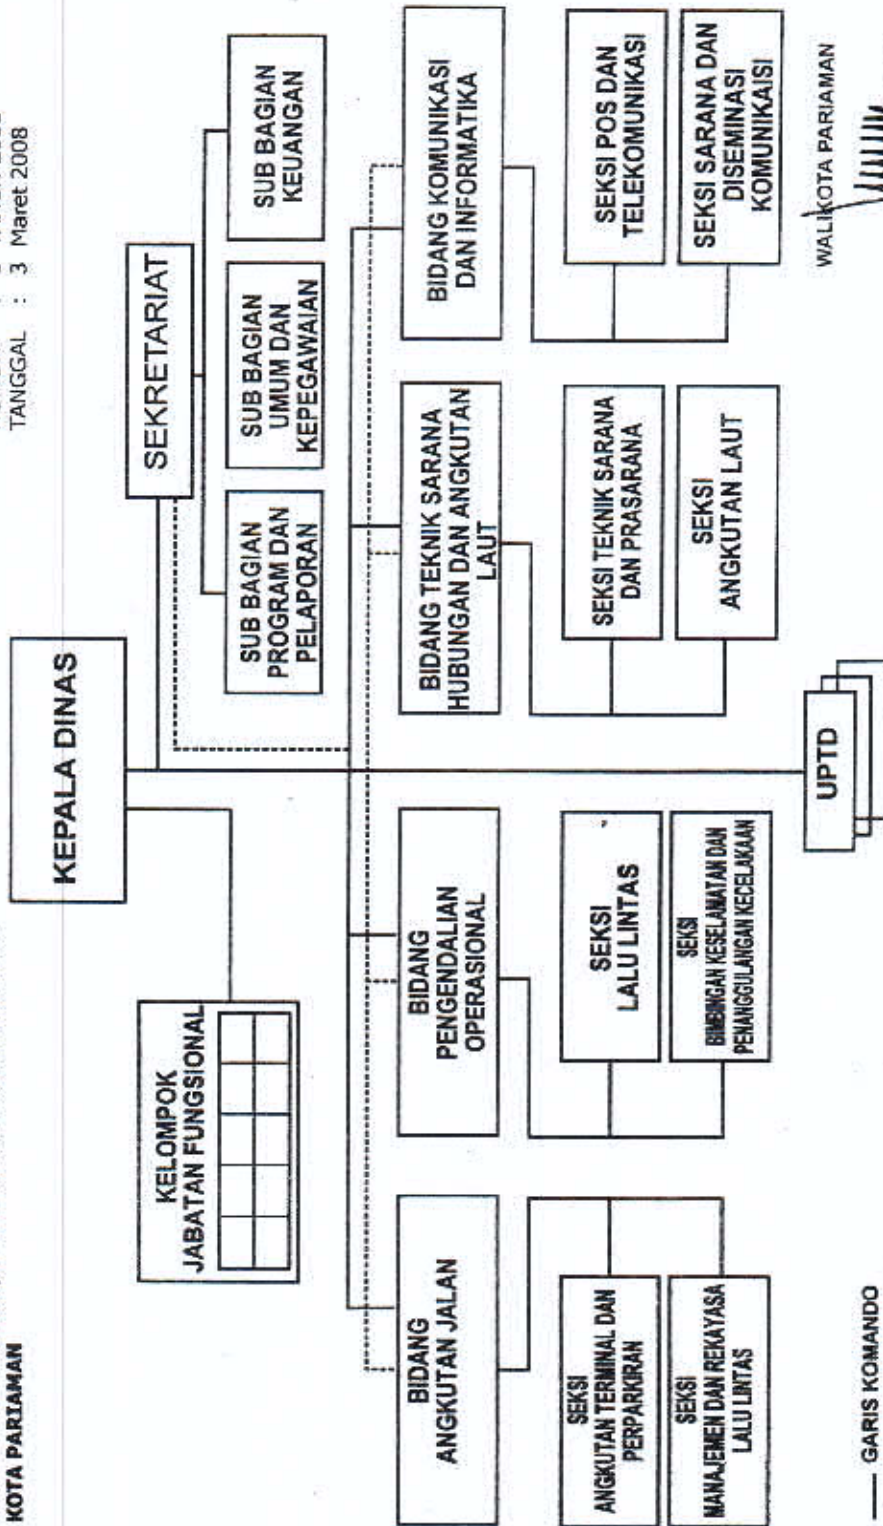 KOTA PARIAMAN
TANGGAL : 3 Maret 2008
KEPALA DINAS
KELOMPOK
JABATAN FUNGSIONAL
SEKRETARIAT
SUB BAGIAN
PROGRAM DAN
PELAPORAN
SUB BAGIAN
UMUM DAN
KEPEGAWAIAN
SUB BAGIAN
KEUANGAN
BIDANG
ANGKUTAN JALAN
BIDANG
PENGENDALIAN
OPERASIONAL
BIDANG TEKNIK SARANA
HUBUNGAN DAN ANGKUTAN
LAUT
BIDANG KOMUNIKASI
DAN INFORMATIKA
SEKSI
ANGKUTAN TERMINAL DAN
PERPARKIRAN
SEKSI
MANAJEMEN DAN REKAYASA
LALU LINTAS
SEKSI
LALU LINTAS
SEKSI
BIMBINGAN KESELAMATAN DAN
PENANGGULANGAN KECELAKAAN
SEKSI TEKNIK SARANA
DAN PRASARANA
SEKSI
ANGKUTAN LAUT
SEKSI POS DAN
TELEKOMUNIKASI
SEKSI SARANA DAN
DISEMINASI
KOMUNIKAISI
UPTD
WALIKOTA PARIAMAN
GARIS KOMANDO